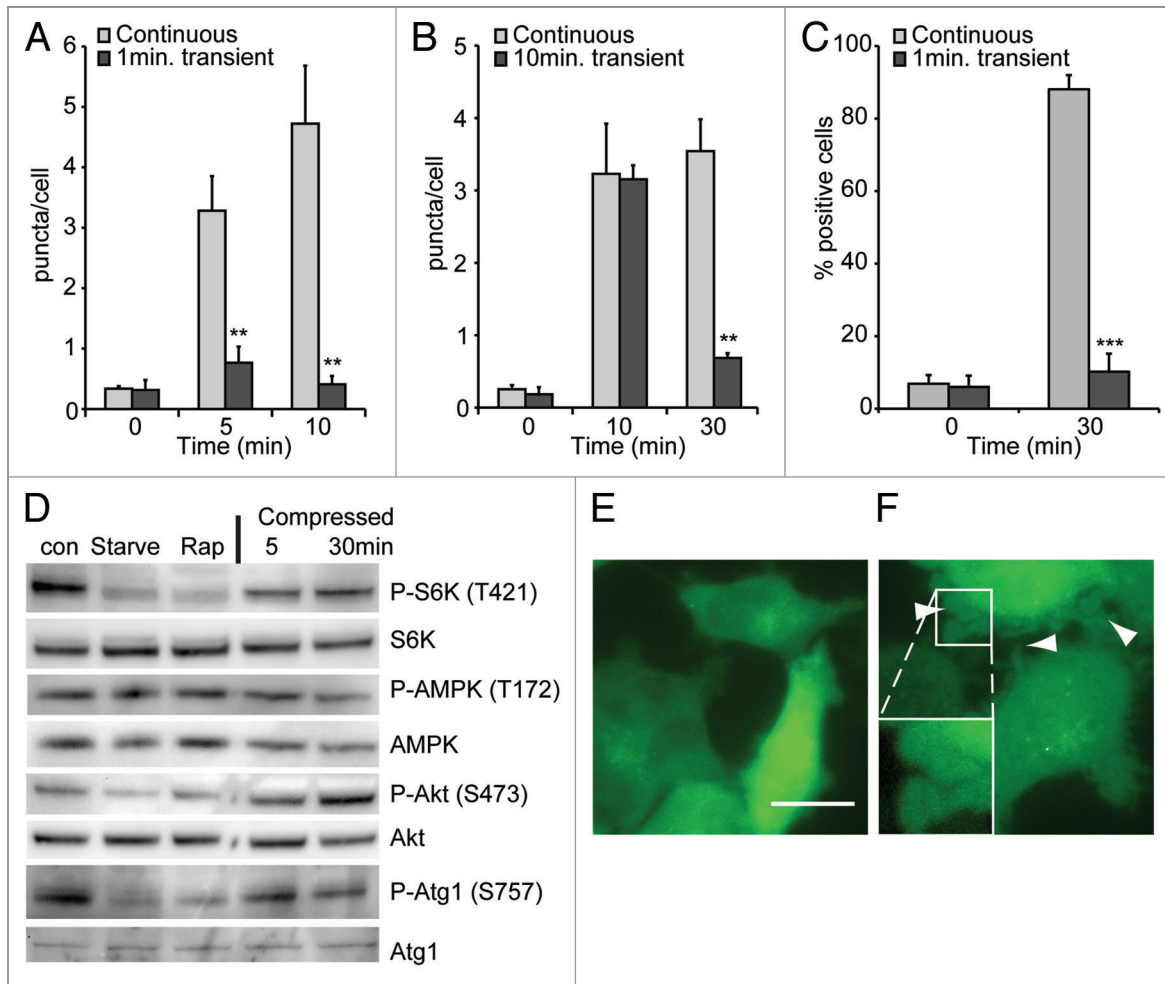 A
Continuous
1min. transient
puncta/cell
6
5
4
3
2
1
0
**
**
0 5 10
Time (min)
B
Continuous
10min. transient
puncta/cell
5
4
3
2
1
0
**
0 10 30
Time (min)
C
Continuous
1min. transient
% positive cells
100
80
60
40
20
0
***
0 30
Time (min)
D
Compressed
con Starve Rap 5 30min
P-S6K (T421)
S6K
P-AMPK (T172)
AMPK
P-Akt (S473)
Akt
P-Atg1 (S757)
Atg1
E
F